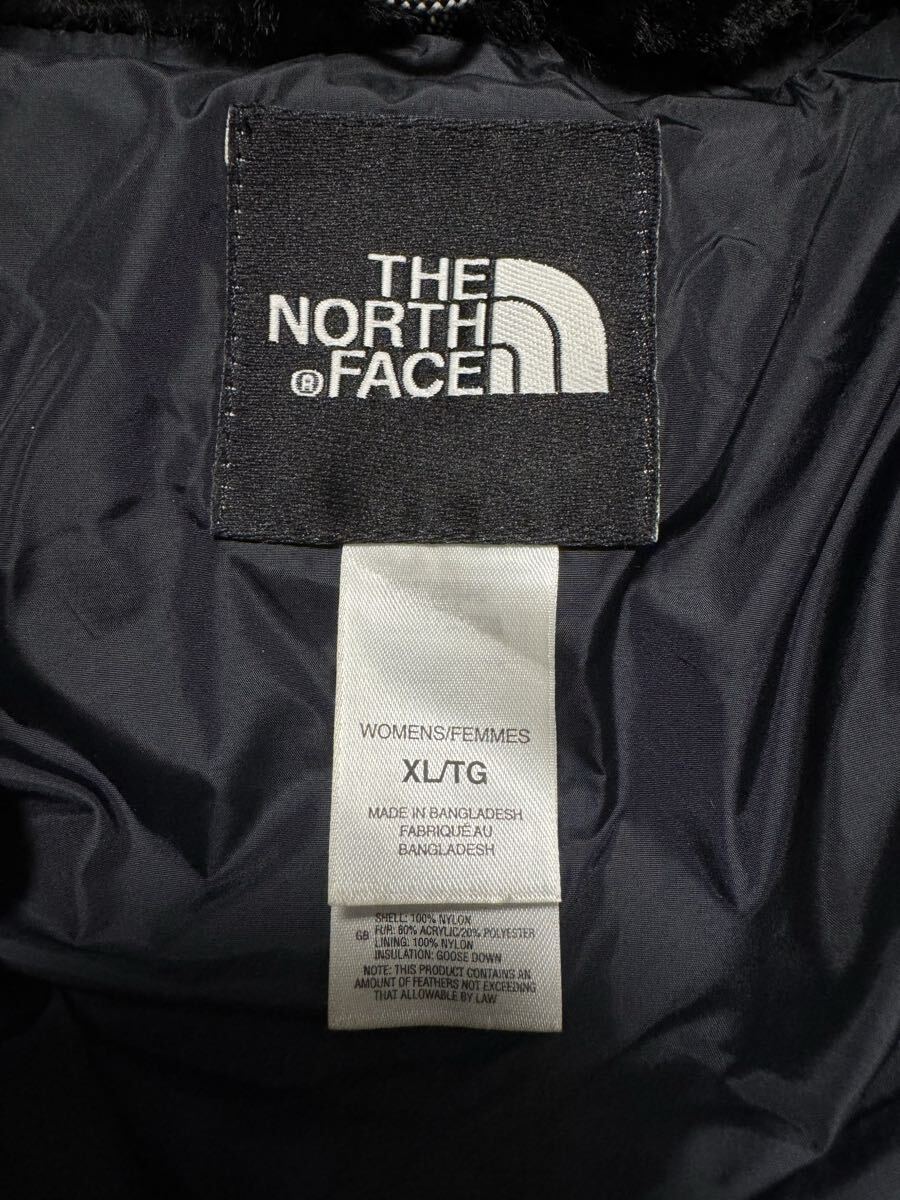 THE
NORTH
®FACE
WOMENS/FEMMES
XL/TG
MADE IN BANGLADESH
FABRIQUÉ AU
BANGLADESH
SHELL: 100% NYLON
GB FUR: 80% ACRYLIC/20% POLYESTER
LINING: 100% NYLON
INSULATION: GOOSE DOWN
NOTE: THIS PRODUCT CONTAINS AN
AMOUNT OF FEATHERS NOT EXCEEDING
THAT ALLOWABLE BY LAW